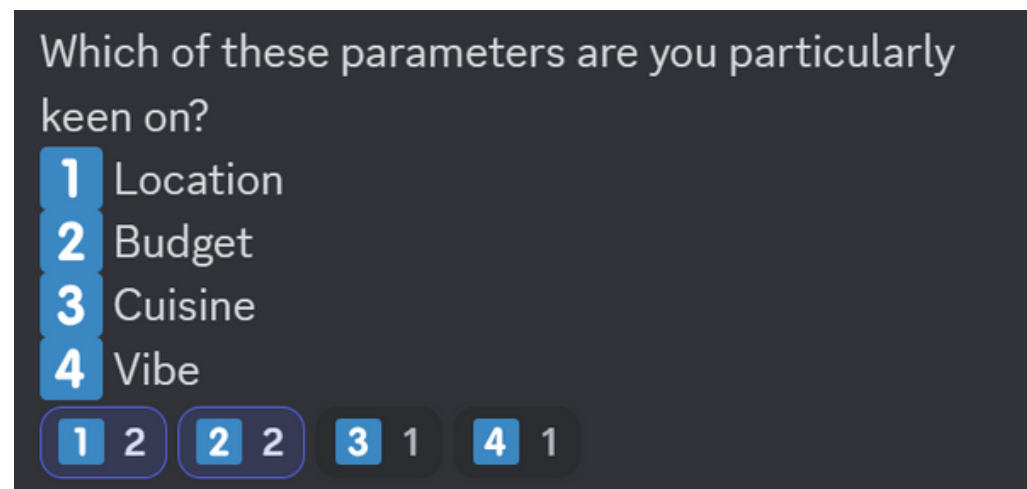 Which of these parameters are you particularly
keen on?
1 Location
2 Budget
3 Cuisine
4 Vibe
1 2 2 2 3 1 4 1